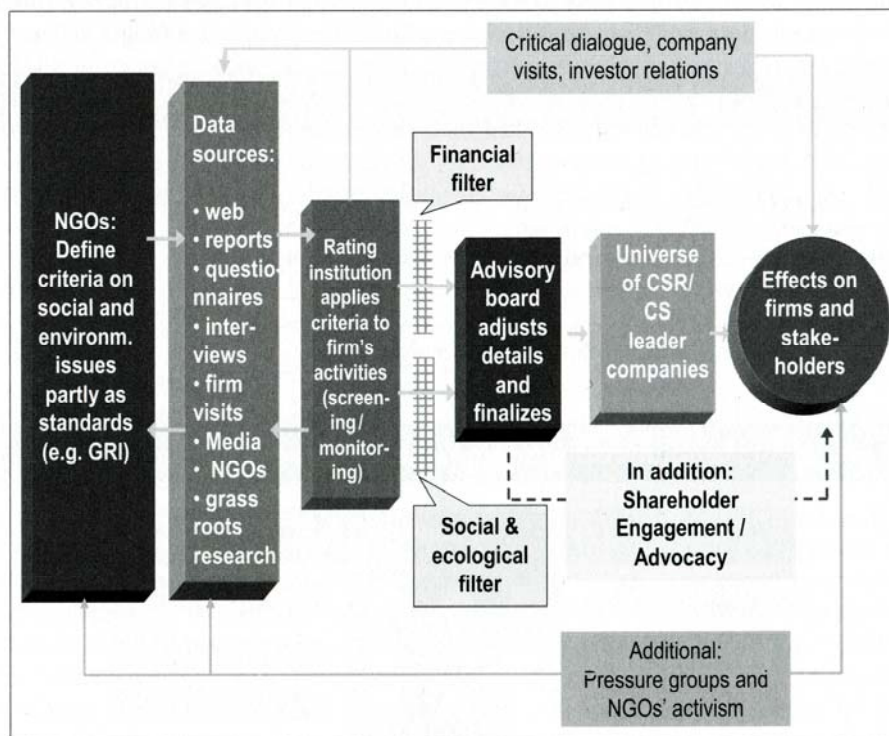 Critical dialogue, company
visits, investor relations
NGOs:
Define
criteria on
social and
environm.
issues
partly as
standards
(e.g. GRI)
Data
sources:
• web
• reports
• questio-
nnaires
• inter-
views
• firm
visits
• Media
• NGOs
• grass
roots
research
Rating
institution
applies
criteria to
firm's
activities
(screen-
ing/
monitor-
ing)
Financial
filter
Social &
ecological
filter
Advisory
board
adjusts
details
and
finalizes
Universe
of CSR/
CS
leader
companies
Effects on
firms and
stake-
holders
In addition:
Shareholder
Engagement /
Advocacy
Additional:
Pressure groups and
NGOs' activism